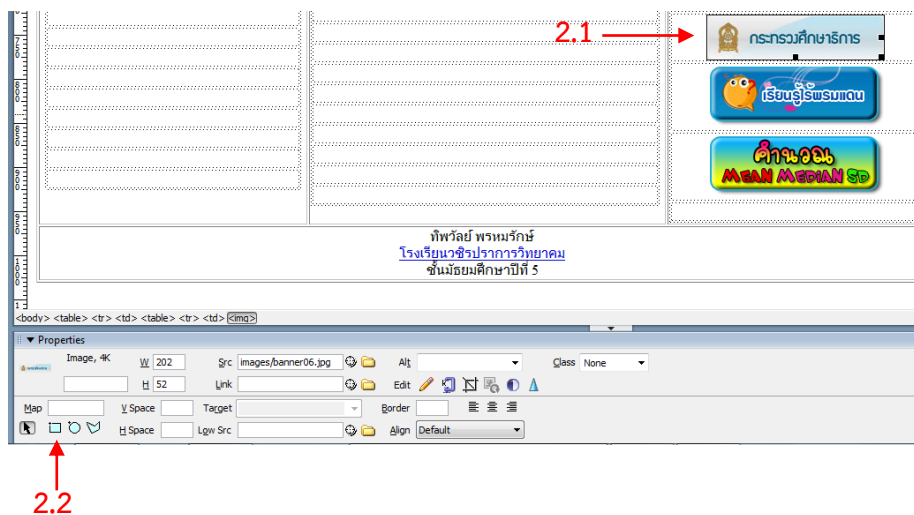 2.1
กระทรวงศึกษาธิการ
เรียนรู้ไร้พรมแดน
คำนวณ
MEAN MEDIAN SD
ทิพวัลย์ พรหมรักษ์
โรงเรียนวชิรปราการวิทยาคม
ชั้นมัธยมศึกษาปีที่ 5
<body> <table> <tr> <td> <table> <tr> <td> <img>
Properties
Image, 4K W 202 Src images/banner06.jpg Alt Class None
H 52 Link Edit
Map V Space Target Border
H Space Low Src Align Default
2.2